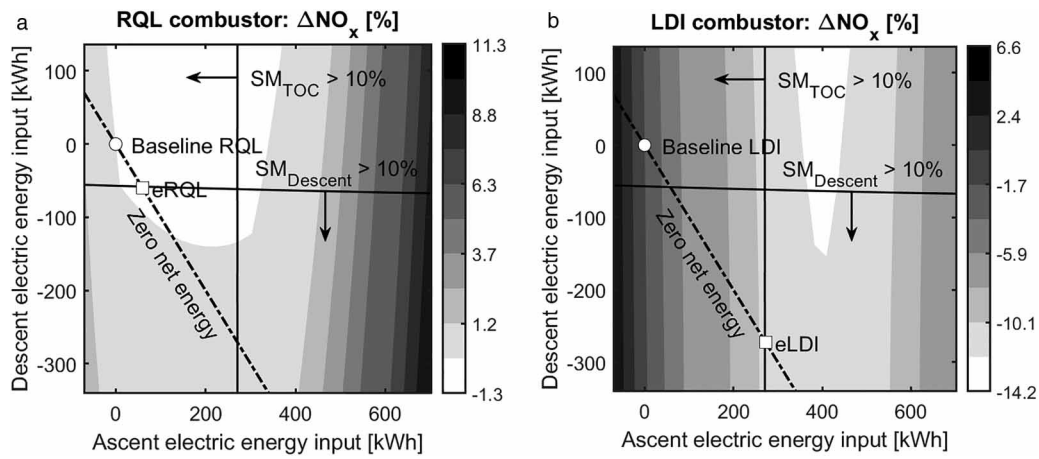 a
RQL combustor: ΔNOx [%]
Descent electric energy input [kWh]
100
0
-100
-200
-300
SMTOC > 10%
Baseline RQL
SMDescent > 10%
eRQL
Zero net energy
0
200
400
600
Ascent electric energy input [kWh]
11.3
8.8
6.3
3.7
1.2
-1.3
b
LDI combustor: ΔNOx [%]
Descent electric energy input [kWh]
100
0
-100
-200
-300
SMTOC > 10%
Baseline LDI
SMDescent > 10%
Zero net energy
eLDI
0
200
400
600
Ascent electric energy input [kWh]
6.6
2.4
-1.7
-5.9
-10.1
-14.2